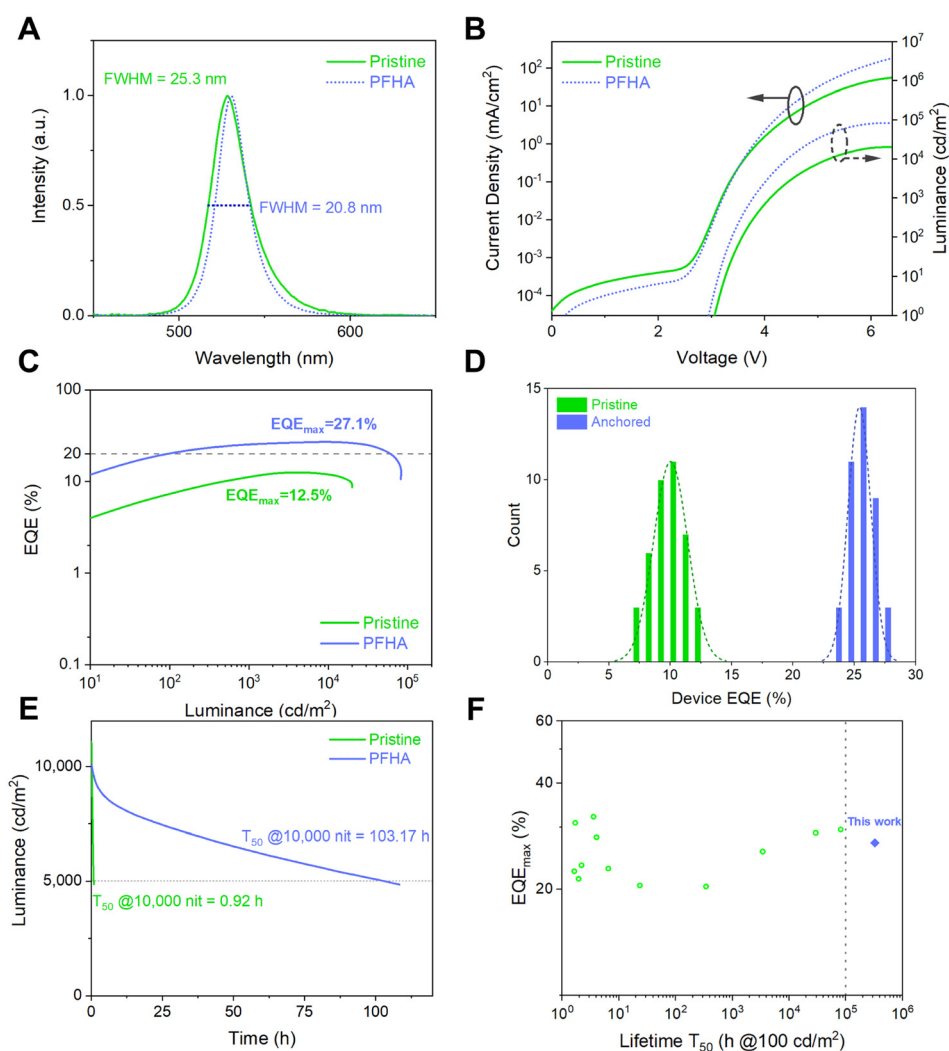 A
FWHM = 25.3 nm
Pristine
PFHA
FWHM = 20.8 nm
1.0
0.5
0.0
500
600
Intensity (a.u.)
Wavelength (nm)
B
Pristine
PFHA
10²
10¹
10⁰
10⁻¹
10⁻²
10⁻³
10⁻⁴
10⁷
10⁶
10⁵
10⁴
10³
10²
10¹
10⁰
0
2
4
6
Current Density (mA/cm²)
Luminance (cd/m²)
Voltage (V)
C
100
20
10
1
0.1
EQEmax=27.1%
EQEmax=12.5%
Pristine
PFHA
10¹
10²
10³
10⁴
10⁵
EQE (%)
Luminance (cd/m²)
D
Pristine
Anchored
15
10
5
0
0
5
10
15
20
25
30
Count
Device EQE (%)
E
Pristine
PFHA
10,000
5,000
0
T₅₀ @10,000 nit = 103.17 h
T₅₀ @10,000 nit = 0.92 h
0
25
50
75
100
Luminance (cd/m²)
Time (h)
F
60
40
20
This work
10⁰
10¹
10²
10³
10⁴
10⁵
10⁶
EQEmax (%)
Lifetime T₅₀ (h @100 cd/m²)